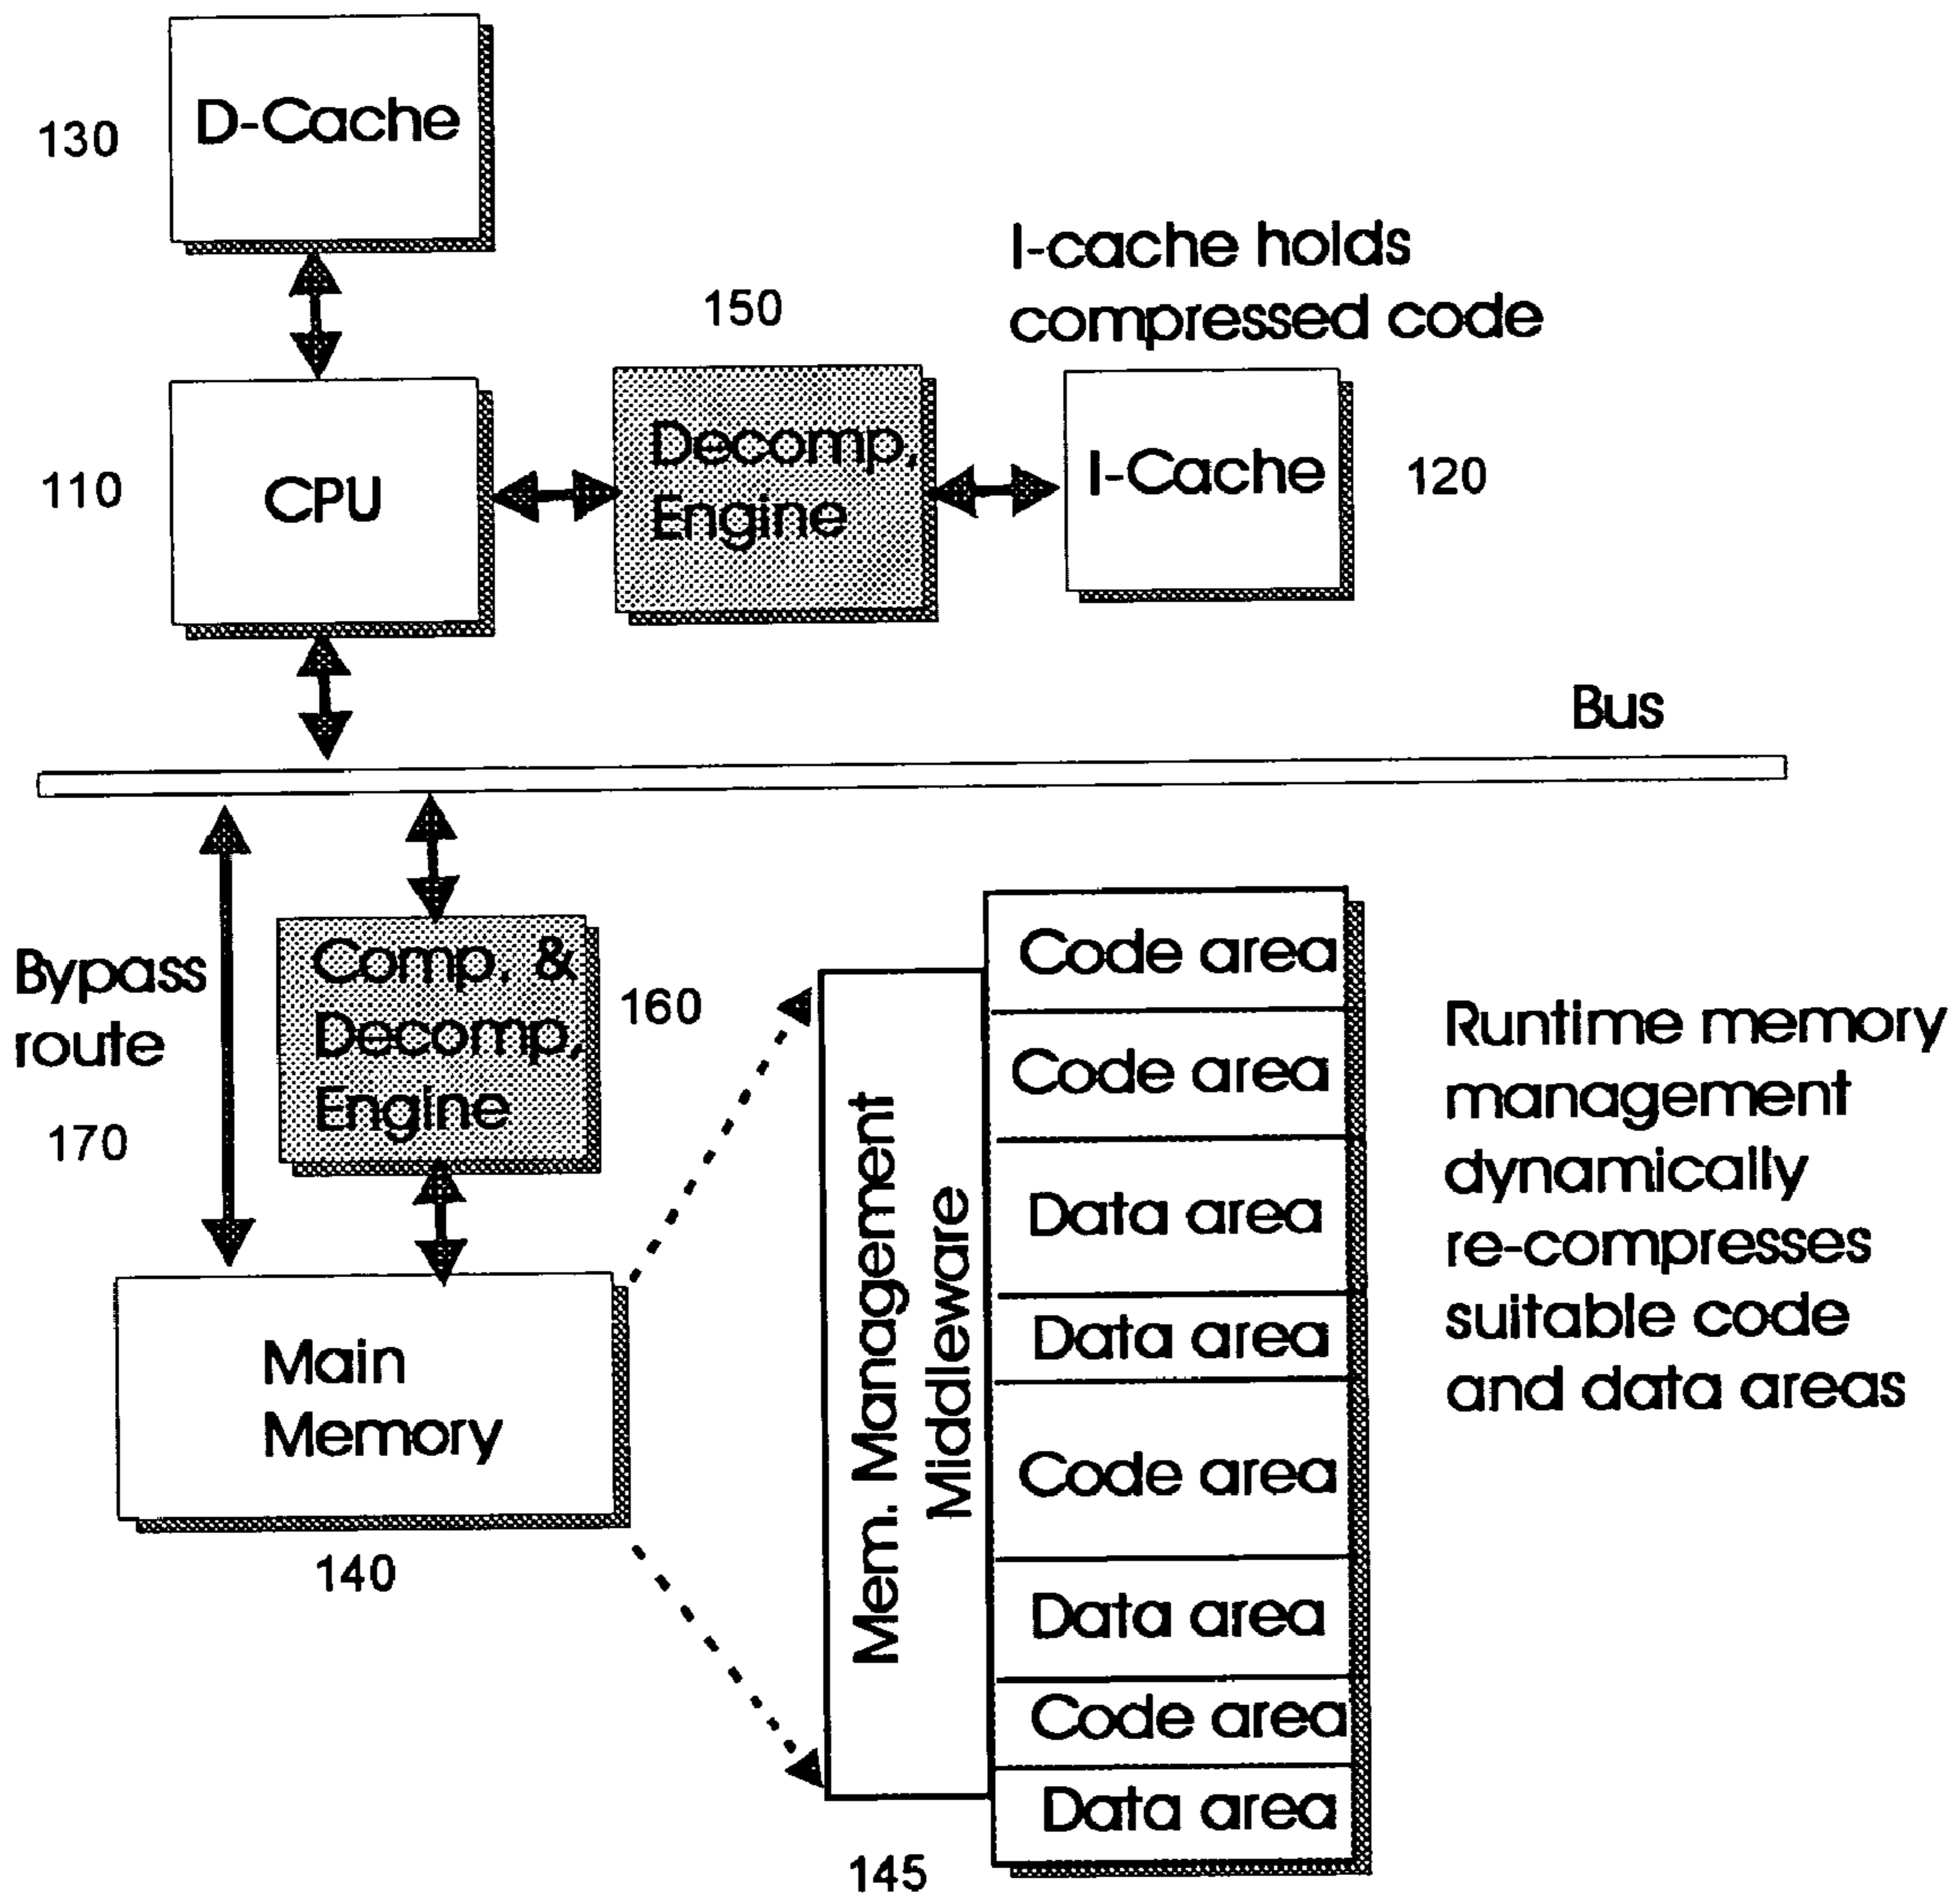 D-Cache
130
I-cache holds
compressed code
150
Decomp,
Engine
I-Cache
120
110
CPU
Bus
Bypass
route
170
Comp, &
Decomp,
Engine
160
Main
Memory
140
Mem. Management
Middleware
145
Code area
Code area
Data area
Data area
Code area
Data area
Code area
Data area
Runtime memory
management
dynamically
re-compresses
suitable code
and data areas